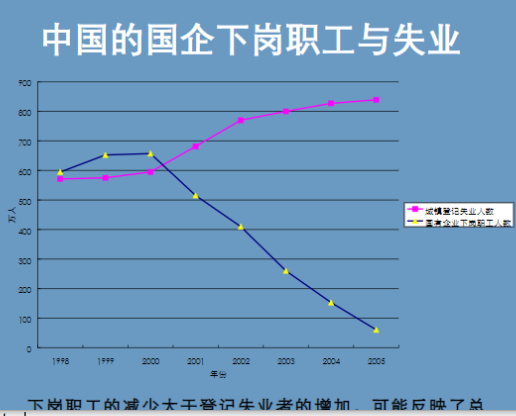 中国的国企下岗职工与失业
900
800
700
600
500
400
300
200
100
0
万人
1998 1999 2000 2001 2002 2003 2004 2005
年份
城镇登记失业人数
国有企业下岗职工人数
下岗职工的减少大于登记失业者的增加，可能反映了总